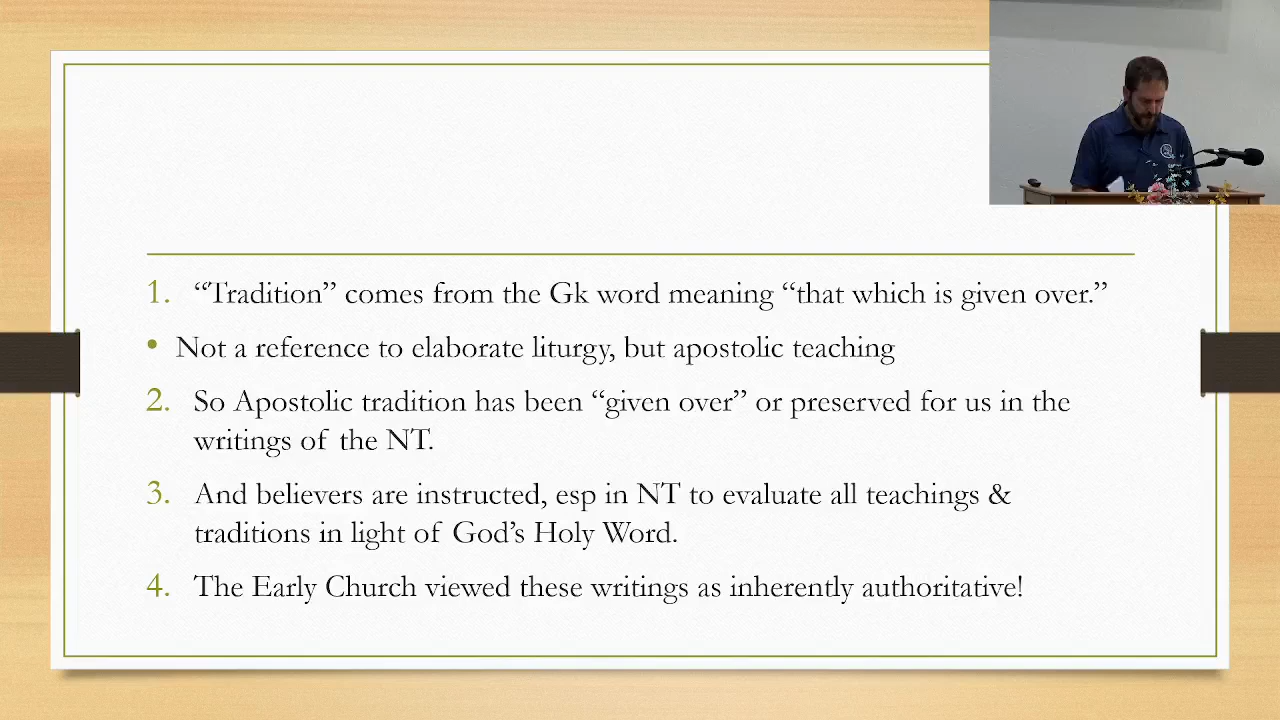 1. “Tradition” comes from the Gk word meaning “that which is given over.”
• Not a reference to elaborate liturgy, but apostolic teaching
2. So Apostolic tradition has been “given over” or preserved for us in the
writings of the NT.
3. And believers are instructed, esp in NT to evaluate all teachings &
traditions in light of God’s Holy Word.
4. The Early Church viewed these writings as inherently authoritative!